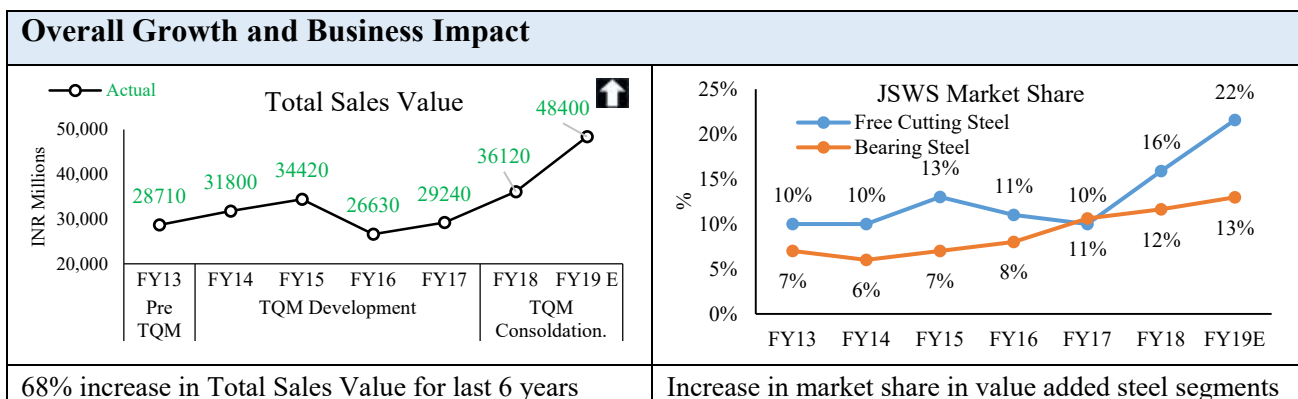 Overall Growth and Business Impact
Actual
Total Sales Value
INR Millions
50,000
40,000
30,000
20,000
28710
31800
34420
26630
29240
36120
48400
FY13 FY14 FY15 FY16 FY17 FY18 FY19 E
Pre
TQM
TQM Development
TQM
Consoldation.
JSWS Market Share
Free Cutting Steel
Bearing Steel
%
25%
20%
15%
10%
5%
0%
10% 10% 13% 11% 10% 16% 22%
7% 6% 7% 8% 11% 12% 13%
FY13 FY14 FY15 FY16 FY17 FY18 FY19E
68% increase in Total Sales Value for last 6 years
Increase in market share in value added steel segments